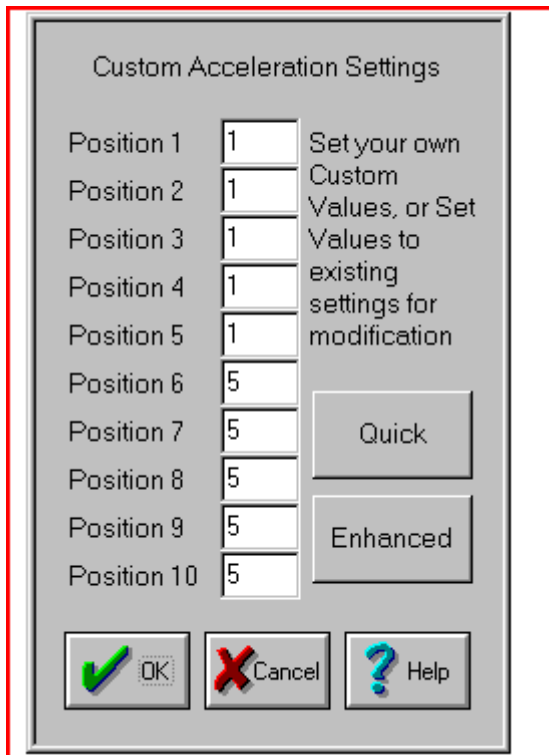 Custom Acceleration Settings
Position 1 1
Position 2 1
Position 3 1
Position 4 1
Position 5 1
Position 6 5
Position 7 5
Position 8 5
Position 9 5
Position 10 5
Set your own
Custom
Values, or Set
Values to
existing
settings for
modification
Quick
Enhanced
OK
Cancel
Help